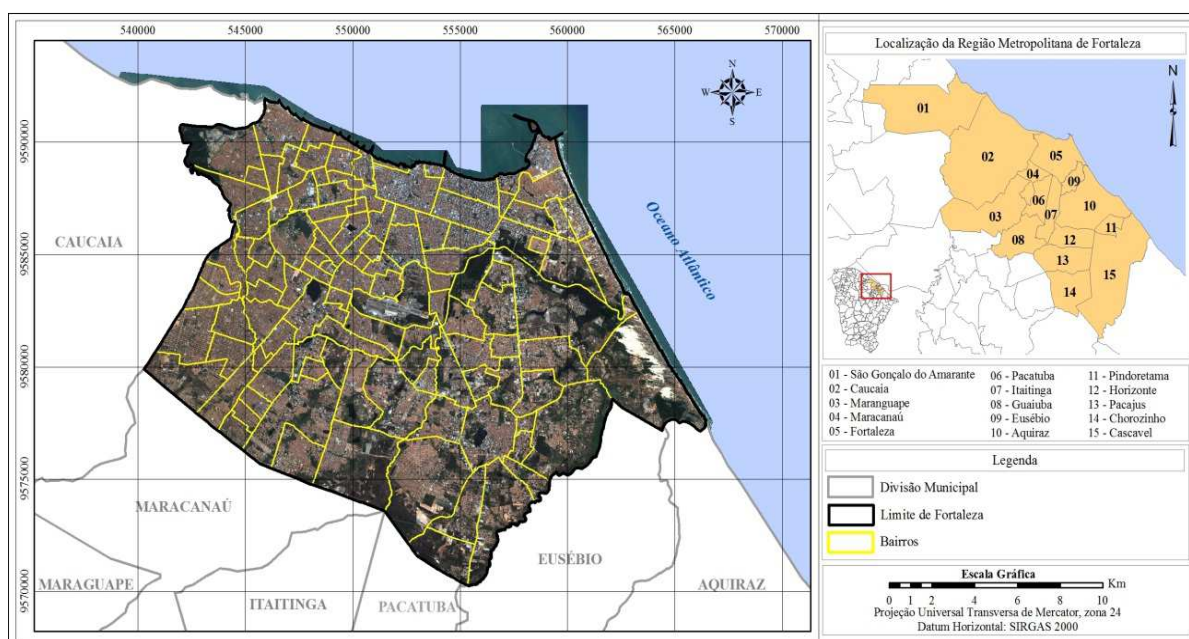 540000 545000 550000 555000 560000 565000 570000
9590000
9585000
9580000
9575000
9570000
N
W E
S
Oceano Atlântico
CAUCAIA
MARACANAÚ
MARAGUAPE
ITAITINGA
PACATUBA
EUSÉBIO
AQUIRAZ
Localização da Região Metropolitana de Fortaleza
N
01
02
05
04
09
06
10
03
07
11
08
12
13
15
14
01 - São Gonçalo do Amarante
02 - Caucaia
03 - Maranguape
04 - Maracanaú
05 - Fortaleza
06 - Pacatuba
07 - Itaitinga
08 - Guaiuba
09 - Eusébio
10 - Aquiraz
11 - Pindoretama
12 - Horizonte
13 - Pacajus
14 - Chorozinho
15 - Cascavel
Legenda
Divisão Municipal
Limite de Fortaleza
Bairros
Escala Gráfica
Km
0 1 2 4 6 8 10
Projeção Universal Transversa de Mercator, zona 24
Datum Horizontal: SIRGAS 2000